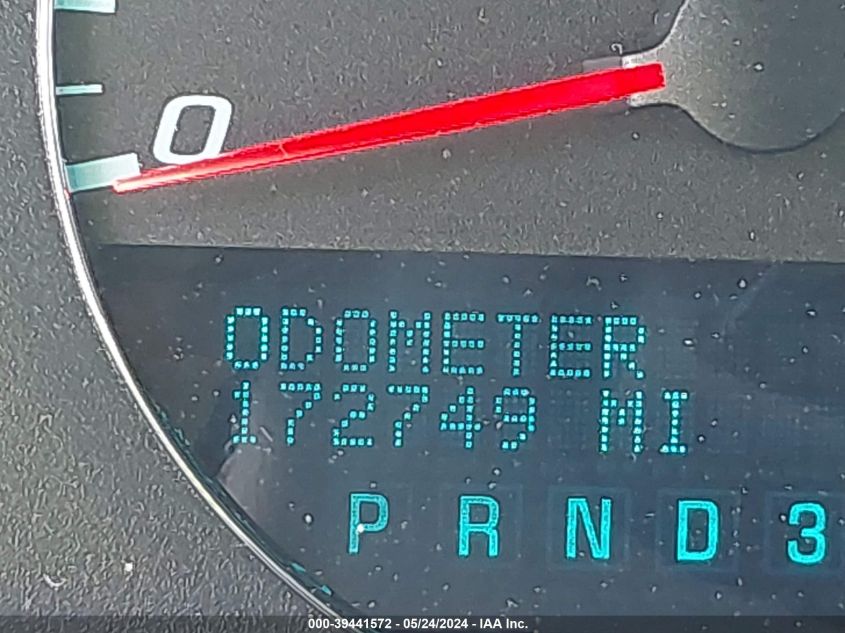 0
ODOMETER
172749 MI
P R N D 3
000-39441572 - 05/24/2024 - IAA Inc.